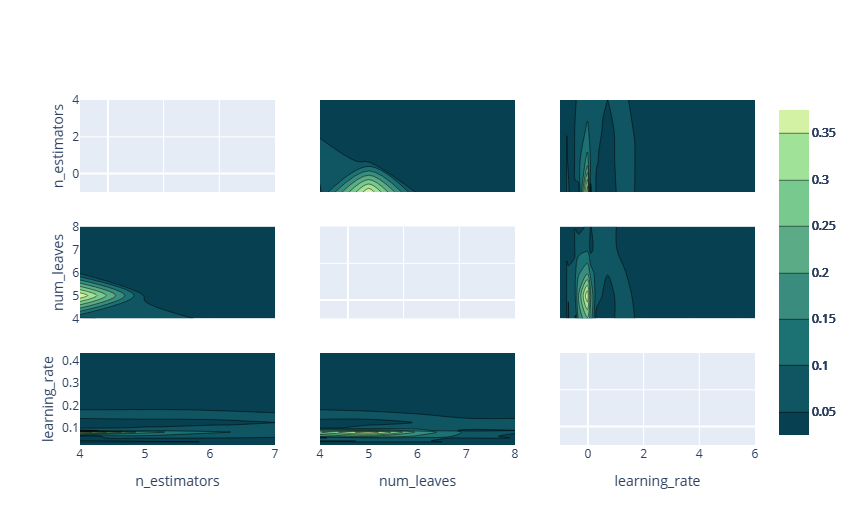 n_estimators
4
2
0
num_leaves
8
7
6
5
4
learning_rate
0.4
0.3
0.2
0.1
4 5 6 7
4 5 6 7 8
0 2 4 6
n_estimators
num_leaves
learning_rate
0.35
0.3
0.25
0.2
0.15
0.1
0.05